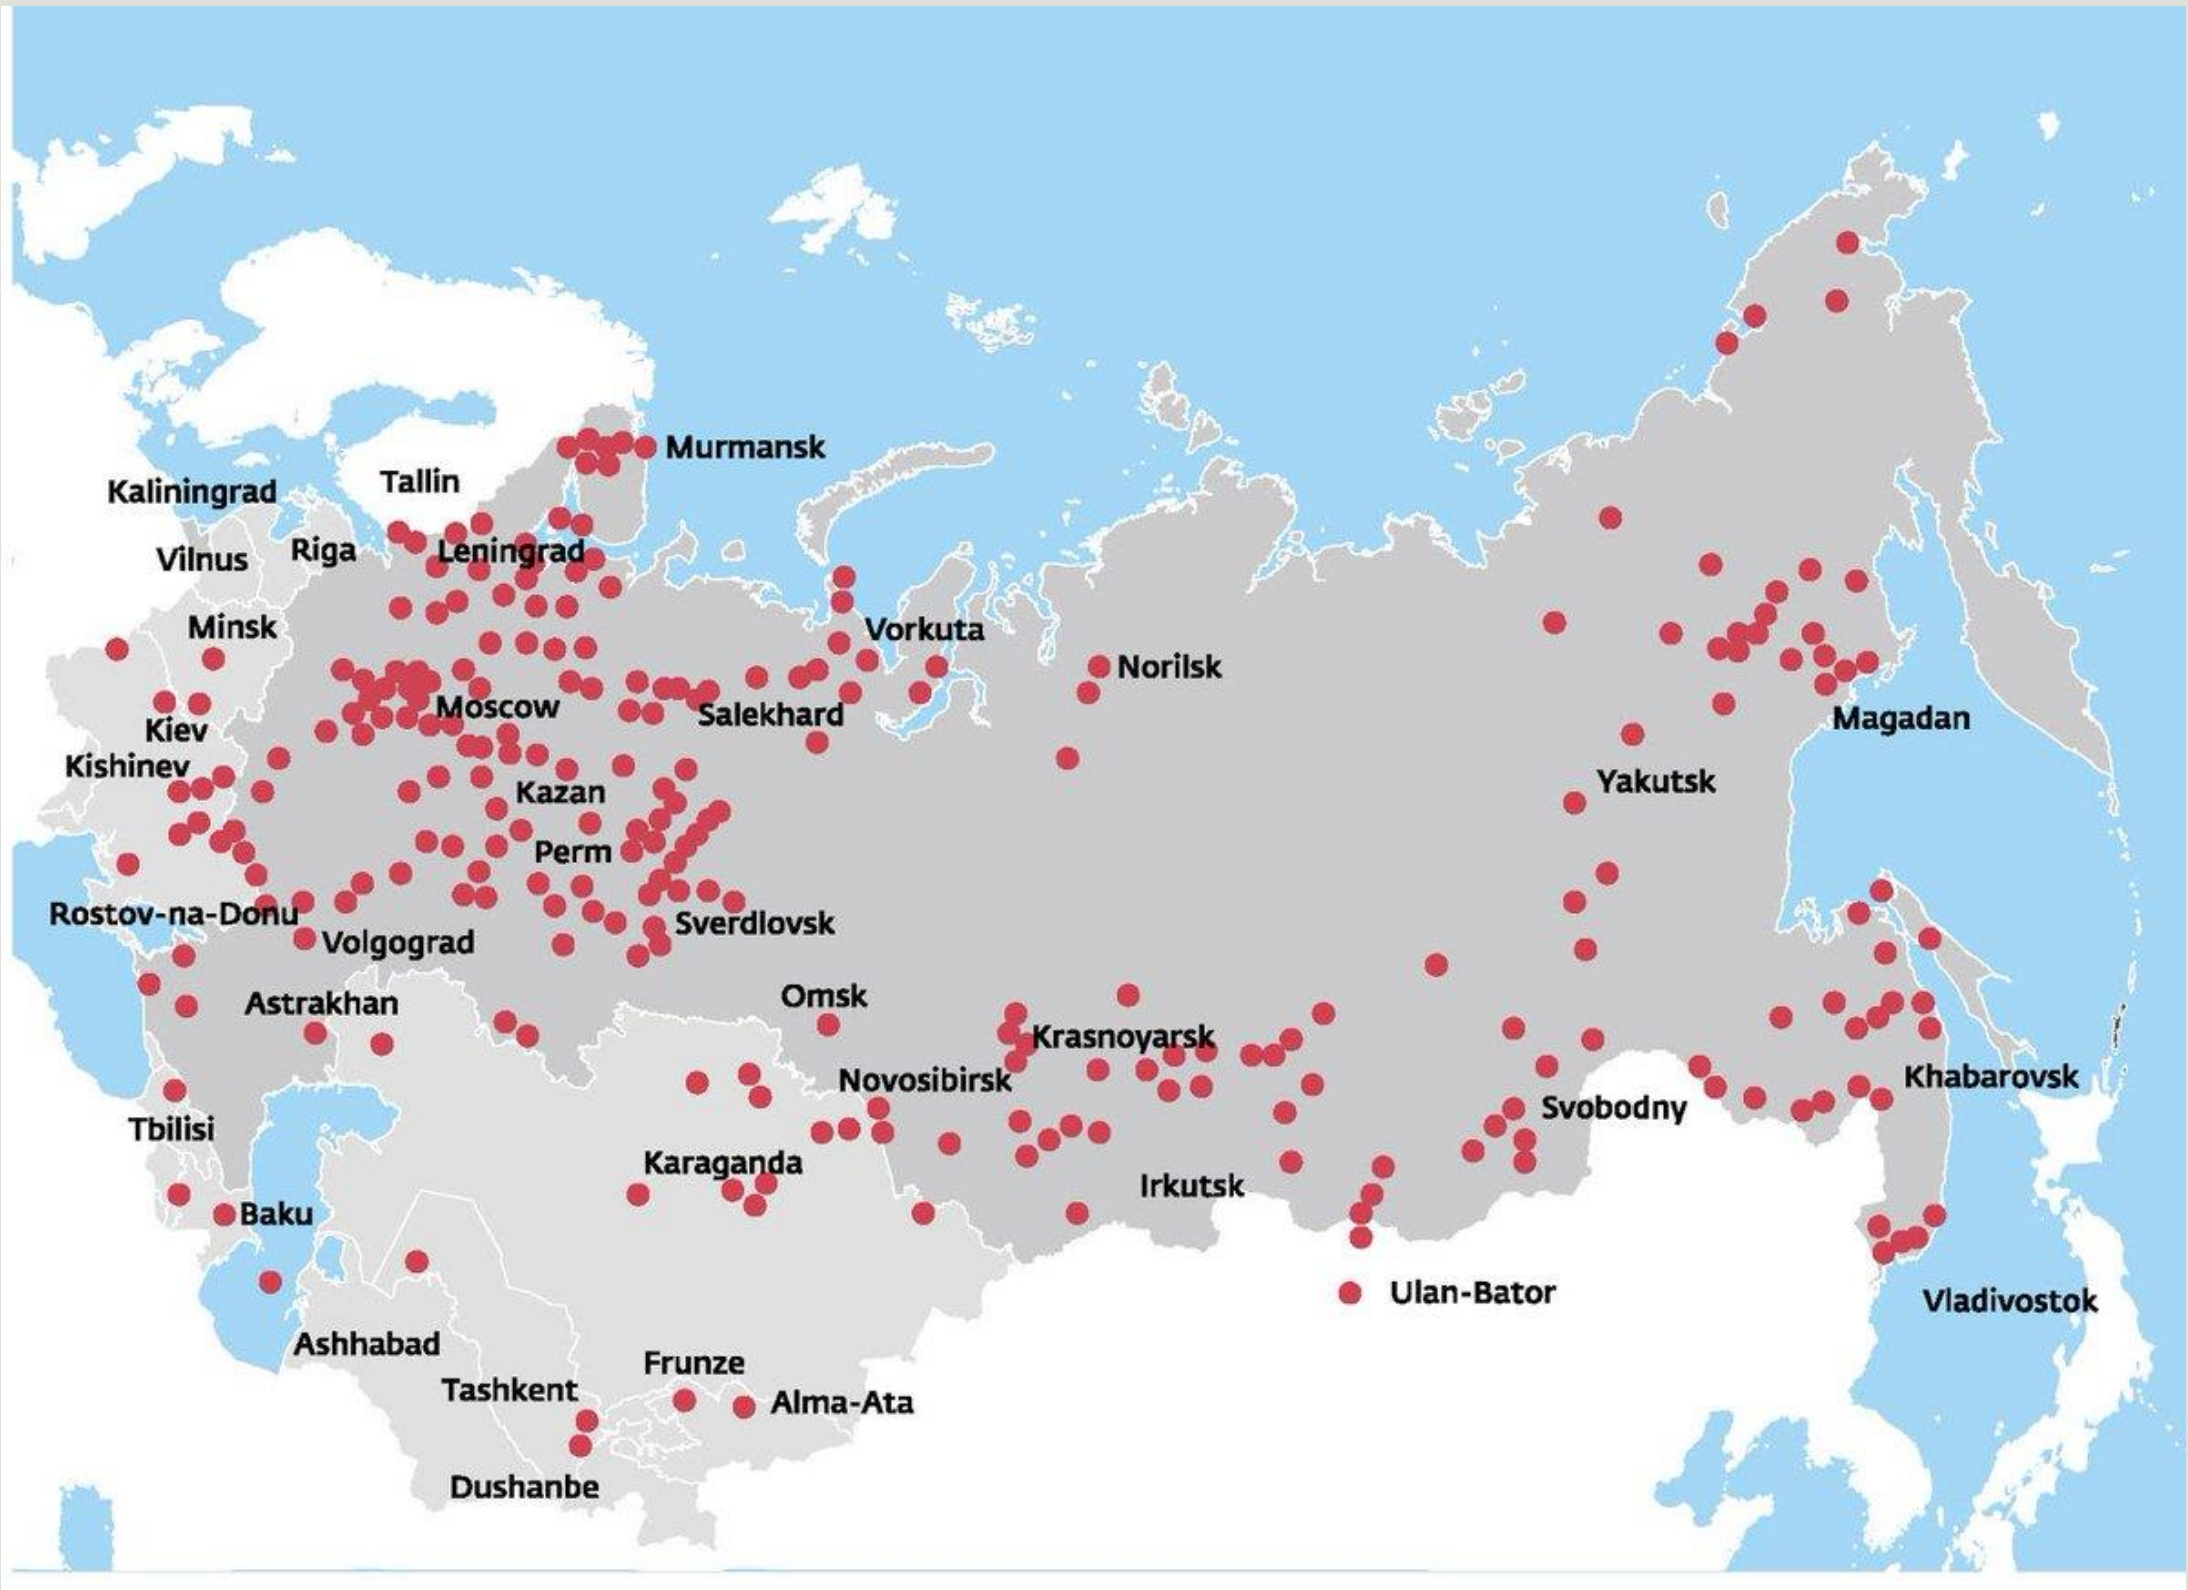 Murmansk
Tallin
Kaliningrad
Leningrad
Riga
Vilnus
Minsk
Vorkuta
Norilsk
Moscow
Salekhard
Magadan
Kiev
Kishinev
Yakutsk
Kazan
Perm
Rostov-na-Donu
Sverdlovsk
Volgograd
Omsk
Astrakhan
Krasnoyarsk
Novosibirsk
Khabarovsk
Svobodny
Tbilisi
Karaganda
Irkutsk
Baku
Ulan-Bator
Vladivostok
Ashhabad
Frunze
Tashkent
Alma-Ata
Dushanbe